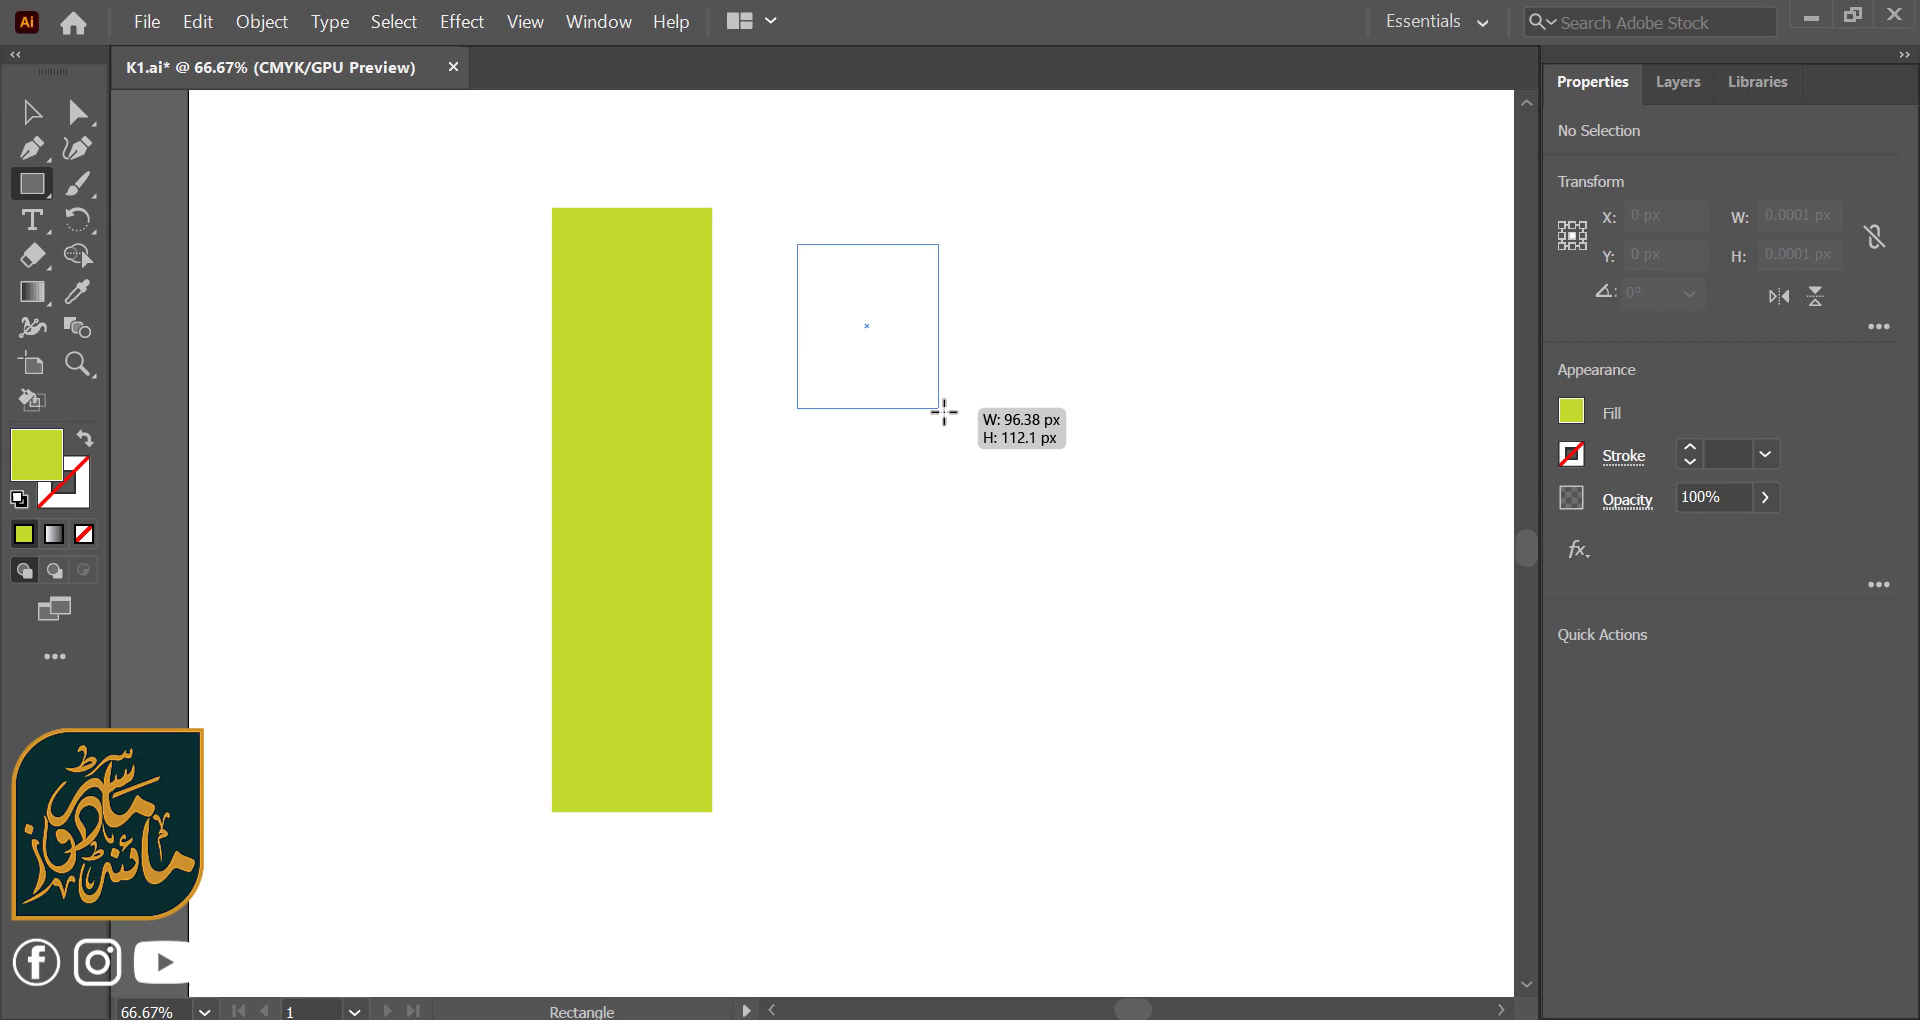 Ai File Edit Object Type Select Effect View Window Help Essentials Search Adobe Stock
K1.ai* @ 66.67% (CMYK/GPU Preview)
Properties Layers Libraries
No Selection
Transform
X: 0 px W: 0.0001 px
Y: 0 px H: 0.0001 px
0°
Appearance
Fill
Stroke
Opacity 100%
fx.
Quick Actions
W: 96.38 px
H: 112.1 px
ماسٹر
مائنڈ
66.67% 1 Rectangle